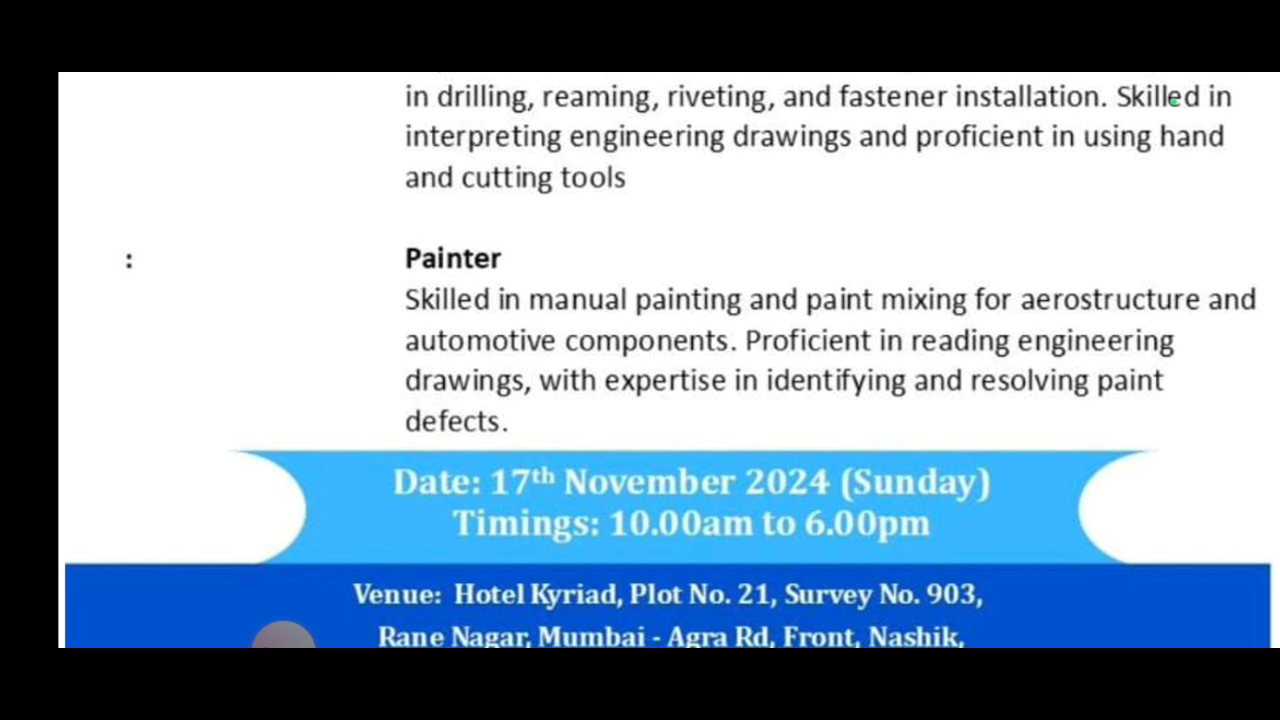 in drilling, reaming, riveting, and fastener installation. Skilled in
interpreting engineering drawings and proficient in using hand
and cutting tools
: Painter
Skilled in manual painting and paint mixing for aerostructure and
automotive components. Proficient in reading engineering
drawings, with expertise in identifying and resolving paint
defects.
Date: 17th November 2024 (Sunday)
Timings: 10.00am to 6.00pm
Venue: Hotel Kyriad, Plot No. 21, Survey No. 903,
Rane Nagar, Mumbai - Agra Rd, Front, Nashik,